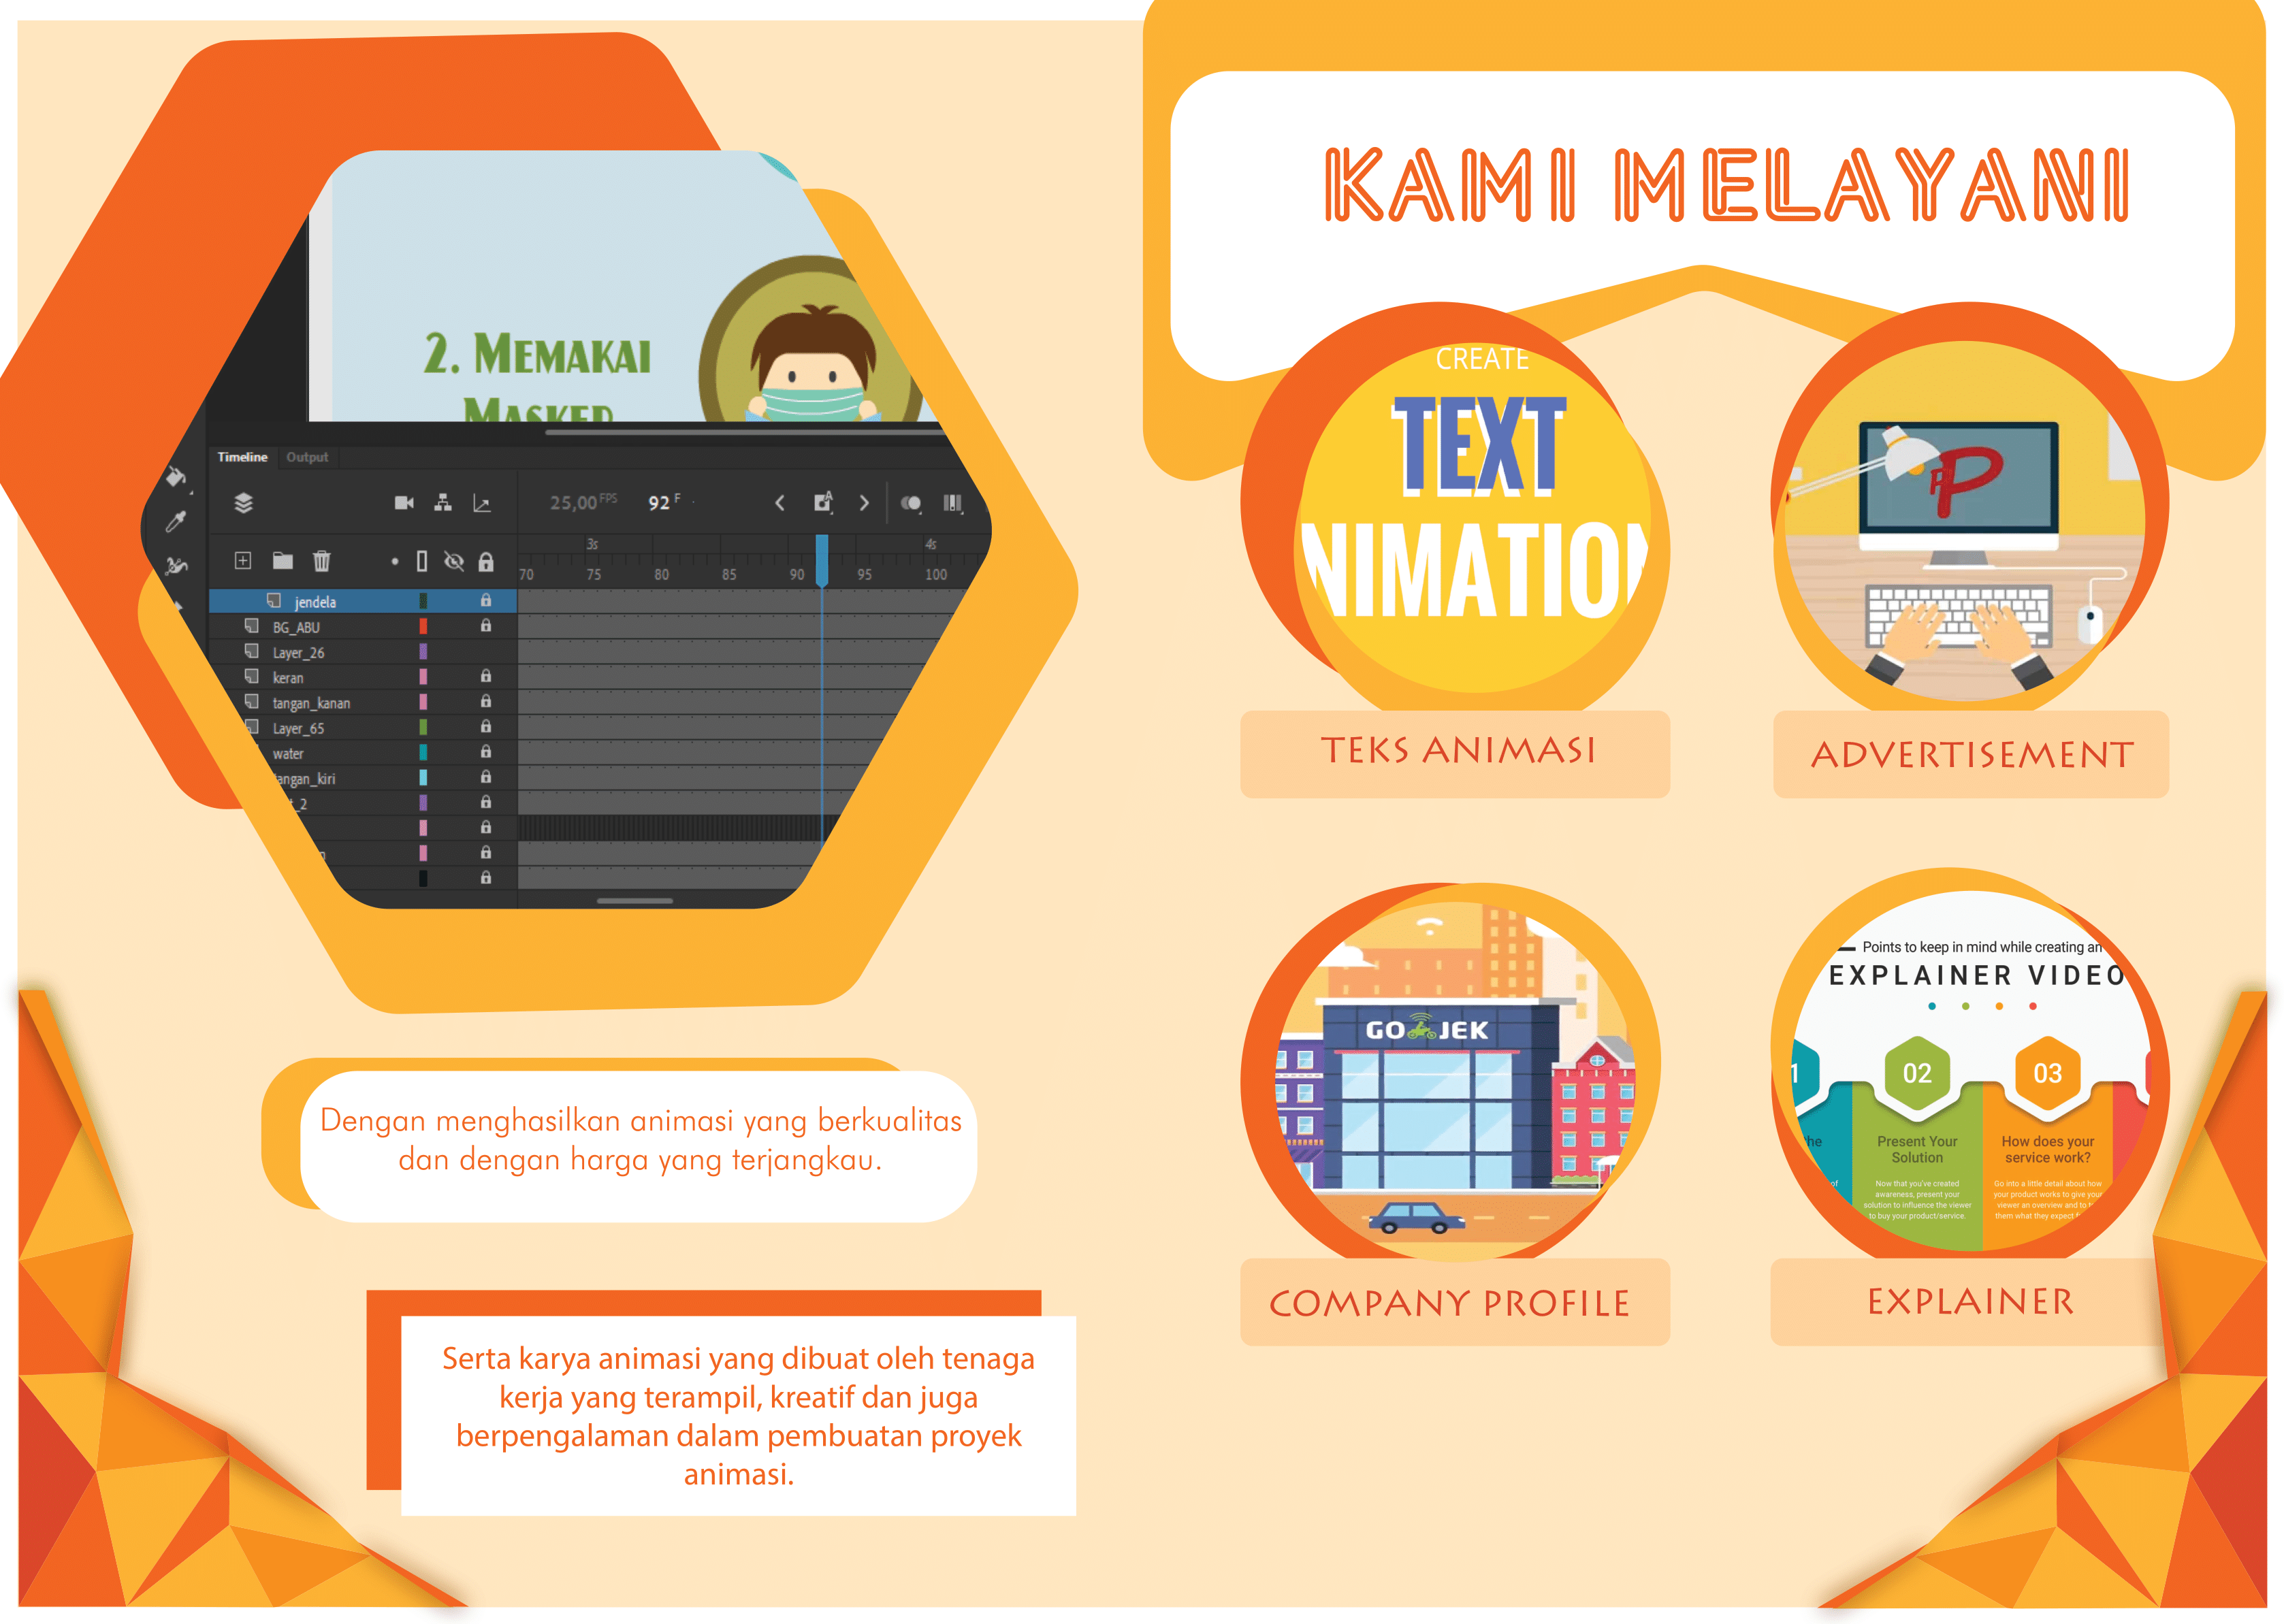 2. MEMAKAI
MASKER
Timeline Output
25,00 FPS 92 F
3s 4s
70 75 80 85 90 95 100
jendela
BG_ABU
Layer_26
keran
tangan_kanan
Layer_65
water
tangan_kiri
_2
Dengan menghasilkan animasi yang berkualitas
dan dengan harga yang terjangkau.
Serta karya animasi yang dibuat oleh tenaga
kerja yang terampil, kreatif dan juga
berpengalaman dalam pembuatan proyek
animasi.
KAMI MELAYANI
CREATE
TEXT
NIMATION
TEKS ANIMASI
P
ADVERTISEMENT
GO JEK
COMPANY PROFILE
Points to keep in mind while creating an
EXPLAINER VIDEO
1 02 03
the
of
Present Your
Solution
Now that you've created
awareness, present your
solution to influence the viewer
to buy your product/service.
How does your
service work?
Go into a little detail about how
your product works to give your
viewer an overview and to
them what they expect
EXPLAINER